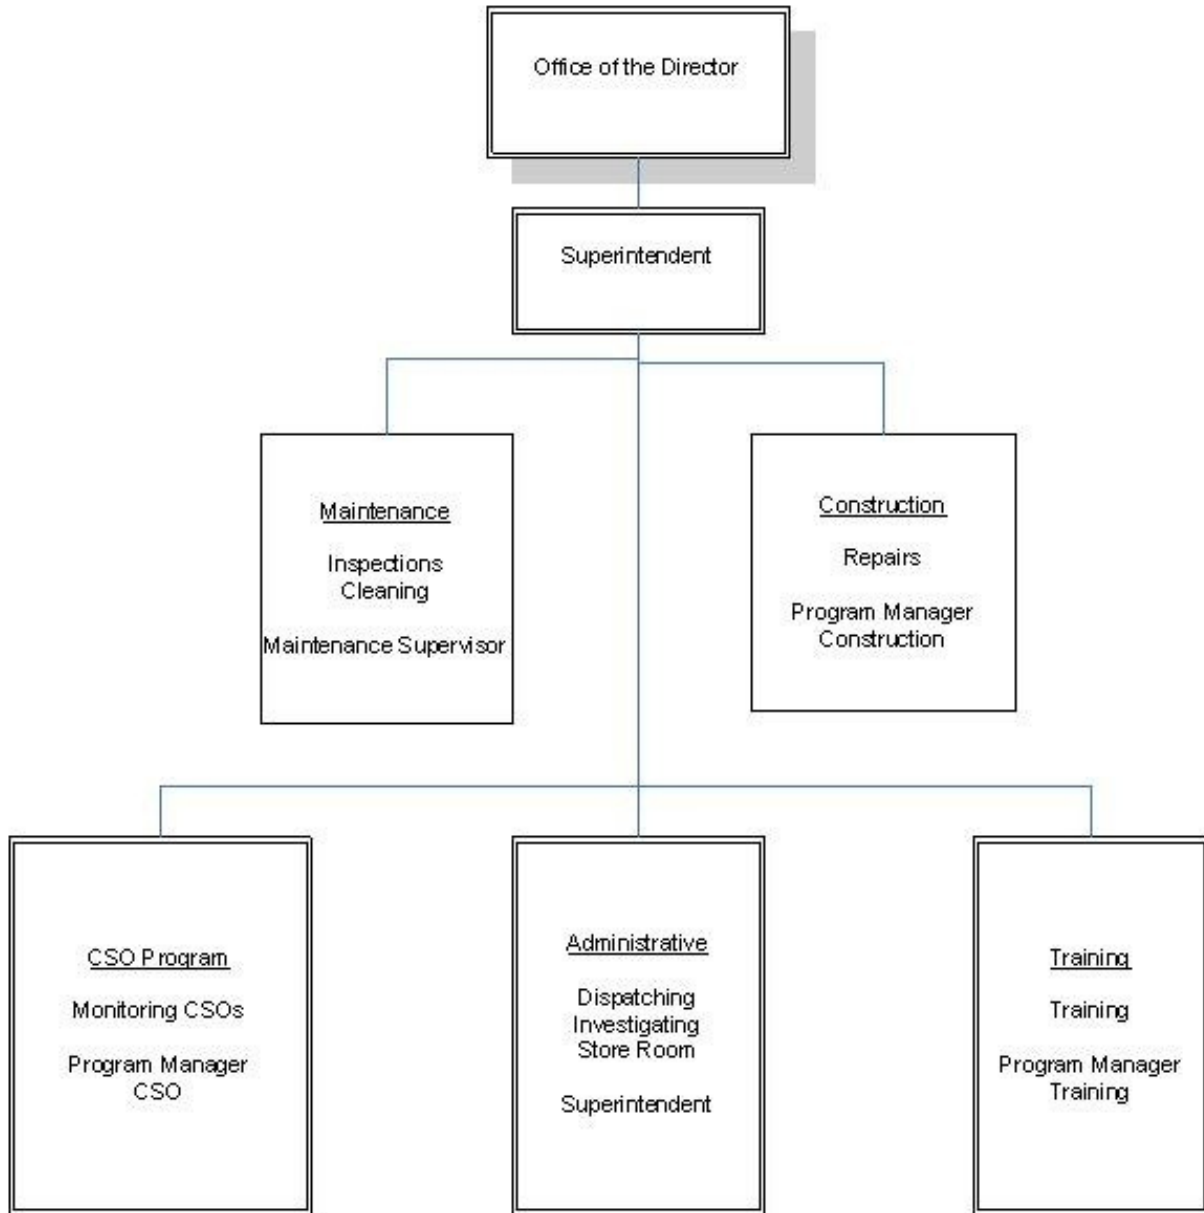 Office of the Director
Superintendent
Maintenance
Inspections
Cleaning
Maintenance Supervisor
Construction
Repairs
Program Manager
Construction
CSO Program
Monitoring CSOs
Program Manager
CSO
Administrative
Dispatching
Investigating
Store Room
Superintendent
Training
Training
Program Manager
Training